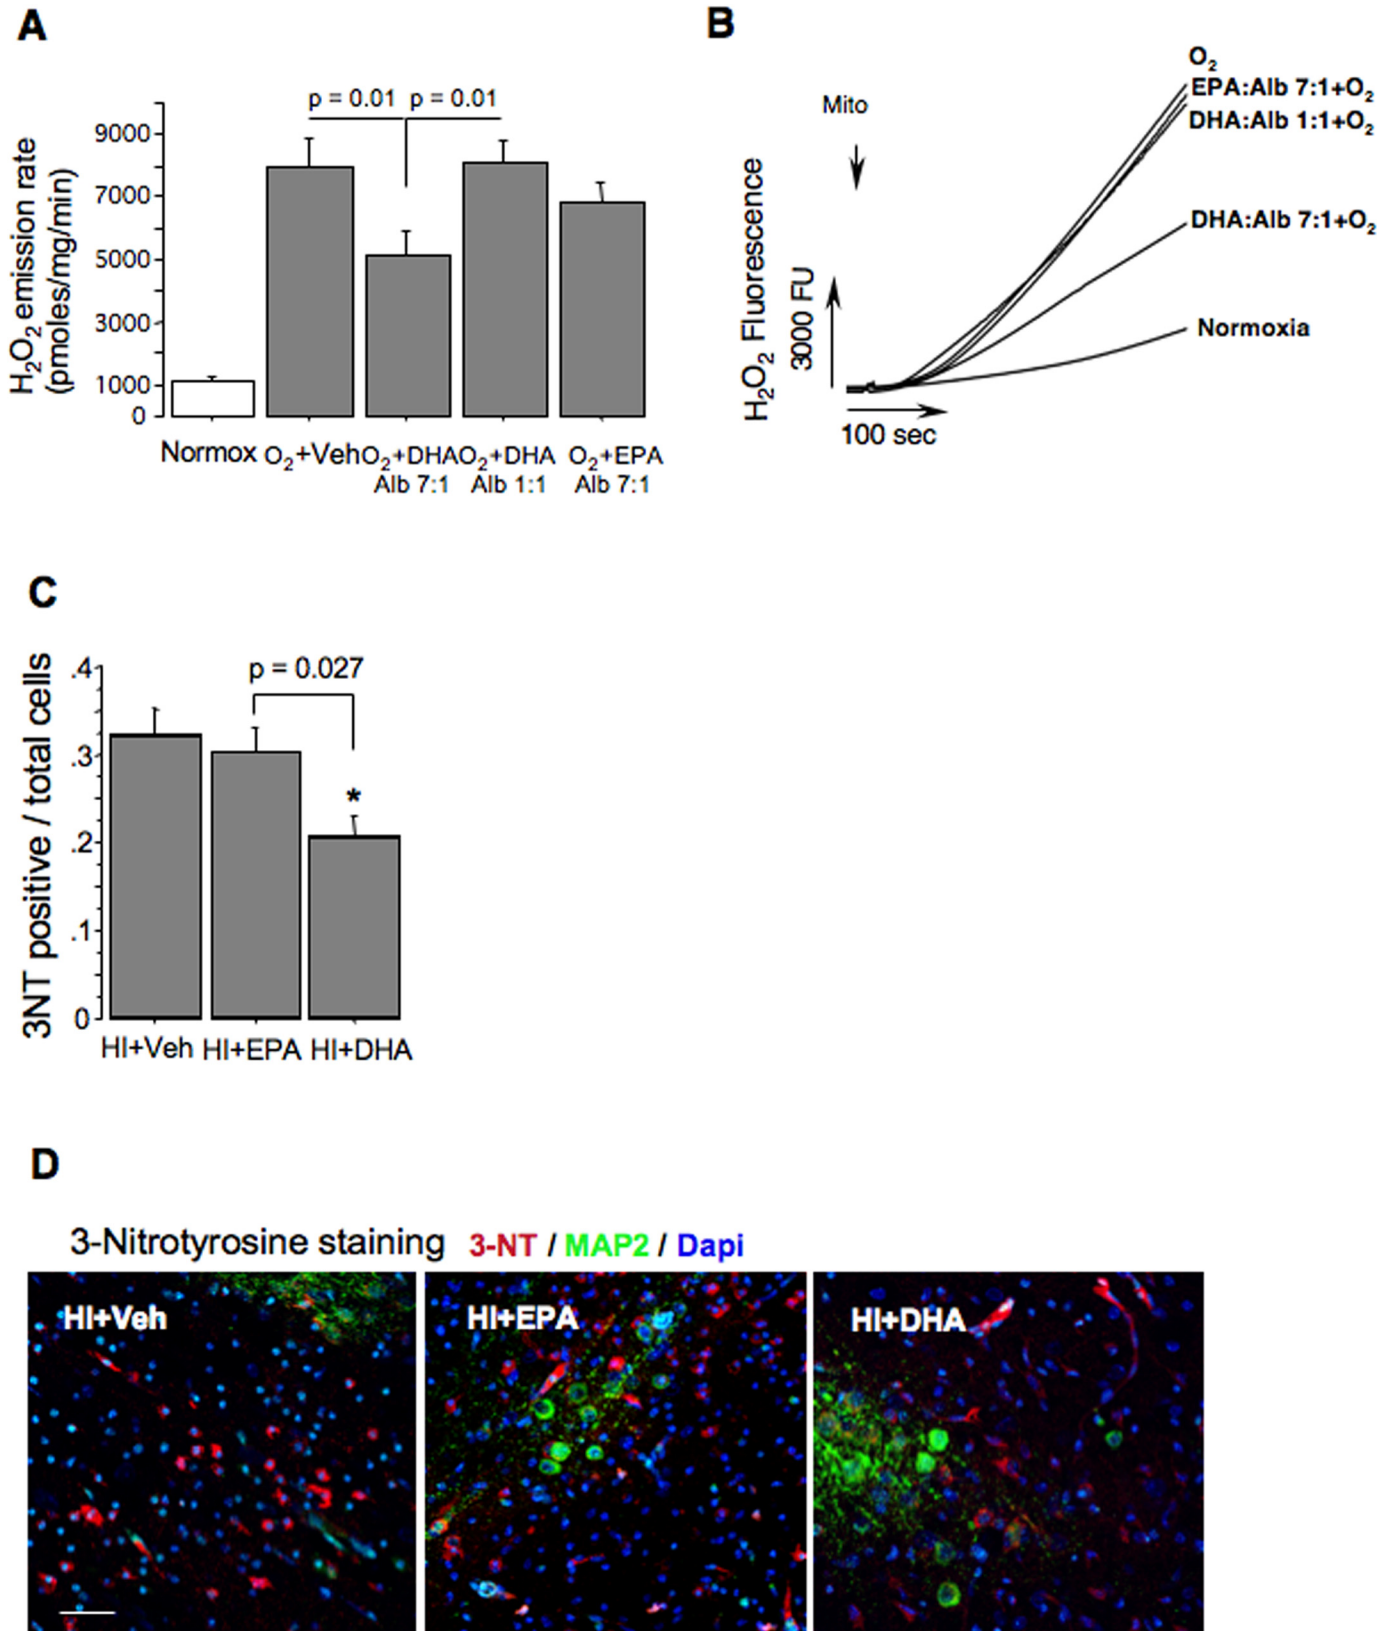 A
p = 0.01 p = 0.01
H₂O₂ emission rate
(pmoles/mg/min)
9000
7000
5000
3000
1000
0
Normox O₂+Veh O₂+DHA O₂+DHA O₂+EPA
Alb 7:1 Alb 1:1 Alb 7:1
B
Mito
H₂O₂ Fluorescence
3000 FU
100 sec
O₂
EPA:Alb 7:1+O₂
DHA:Alb 1:1+O₂
DHA:Alb 7:1+O₂
Normoxia
C
p = 0.027
3NT positive / total cells
.4
.3
.2
.1
0
*
HI+Veh HI+EPA HI+DHA
D
3-Nitrotyrosine staining 3-NT / MAP2 / Dapi
HI+Veh HI+EPA HI+DHA